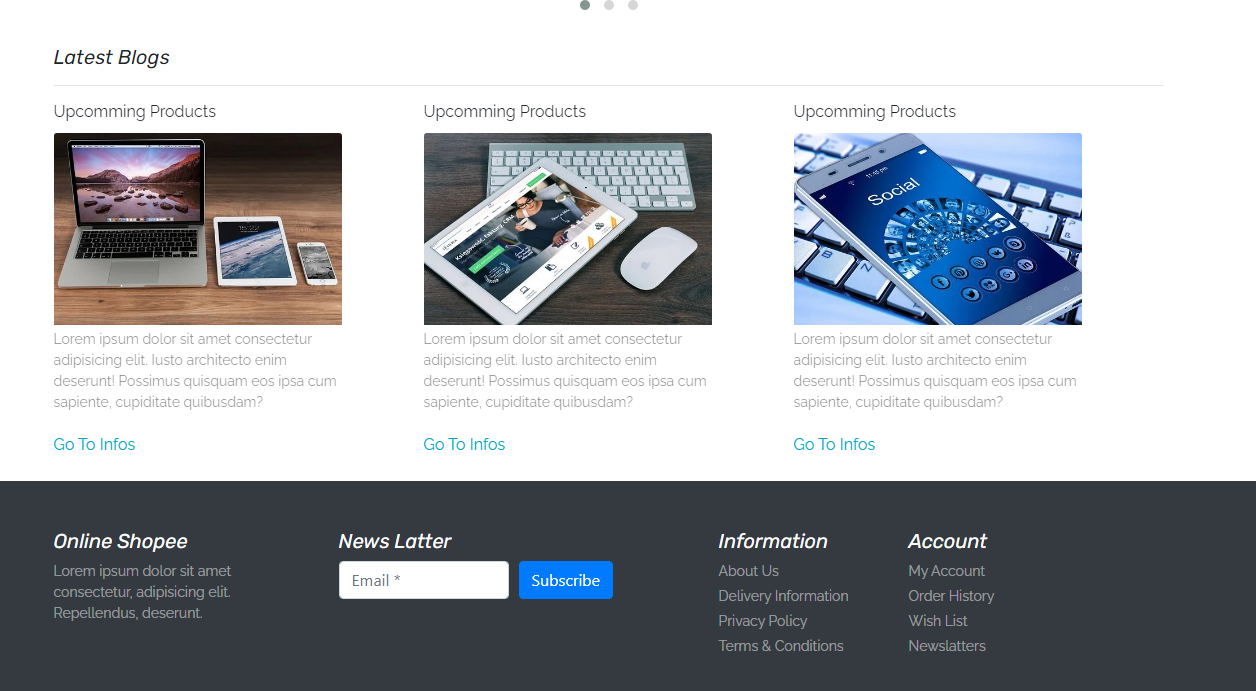 Latest Blogs
Upcomming Products
Upcomming Products
Upcomming Products
11:45 pm
Social
Lorem ipsum dolor sit amet consectetur
adipisicing elit. Iusto architecto enim
deserunt! Possimus quisquam eos ipsa cum
sapiente, cupiditate quibusdam?
Go To Infos
Lorem ipsum dolor sit amet consectetur
adipisicing elit. Iusto architecto enim
deserunt! Possimus quisquam eos ipsa cum
sapiente, cupiditate quibusdam?
Go To Infos
Lorem ipsum dolor sit amet consectetur
adipisicing elit. Iusto architecto enim
deserunt! Possimus quisquam eos ipsa cum
sapiente, cupiditate quibusdam?
Go To Infos
Online Shopee
Lorem ipsum dolor sit amet
consectetur, adipisicing elit.
Repellendus, deserunt.
News Latter
Email *
Subscribe
Information
About Us
Delivery Information
Privacy Policy
Terms & Conditions
Account
My Account
Order History
Wish List
Newslatters